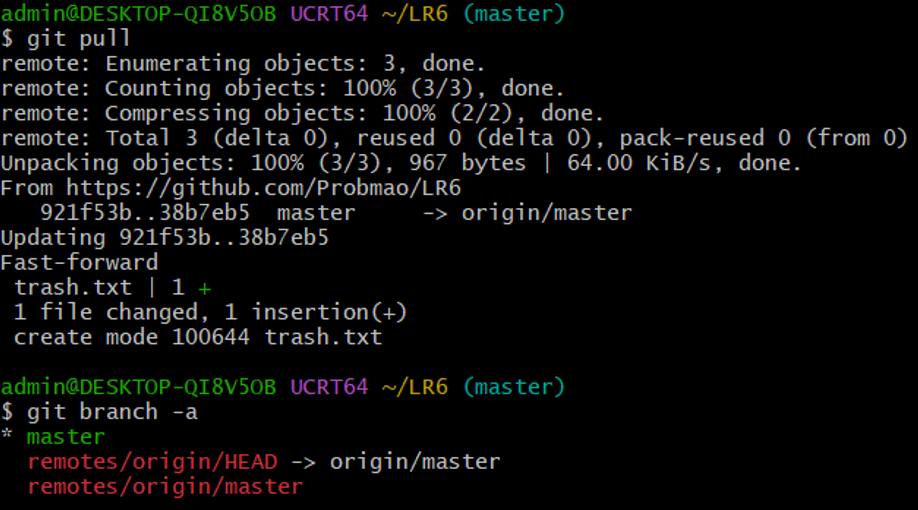 admin@DESKTOP-QI8V5OB UCRT64 ~/LR6 (master)
$ git pull
remote: Enumerating objects: 3, done.
remote: Counting objects: 100% (3/3), done.
remote: Compressing objects: 100% (2/2), done.
remote: Total 3 (delta 0), reused 0 (delta 0), pack-reused 0 (from 0)
Unpacking objects: 100% (3/3), 967 bytes | 64.00 KiB/s, done.
From https://github.com/Probmao/LR6
   921f53b..38b7eb5  master     -> origin/master
Updating 921f53b..38b7eb5
Fast-forward
 trash.txt | 1 +
 1 file changed, 1 insertion(+)
 create mode 100644 trash.txt
admin@DESKTOP-QI8V5OB UCRT64 ~/LR6 (master)
$ git branch -a
* master
  remotes/origin/HEAD -> origin/master
  remotes/origin/master